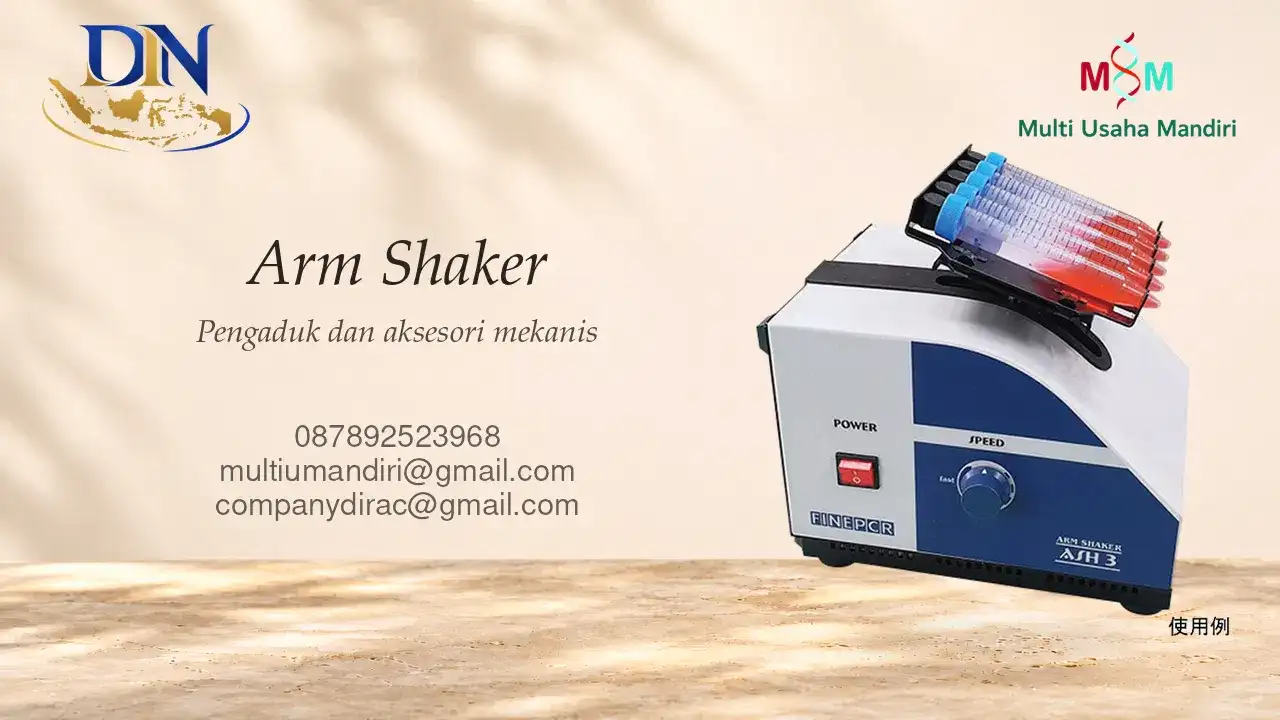 DIN
M M
Multi Usaha Mandiri
Arm Shaker
Pengaduk dan aksesori mekanis
087892523968
multiumandiri@gmail.com
companydirac@gmail.com
POWER
SPEED
fast
FINEPCR
ARM SHAKER
ASH 3
使用例